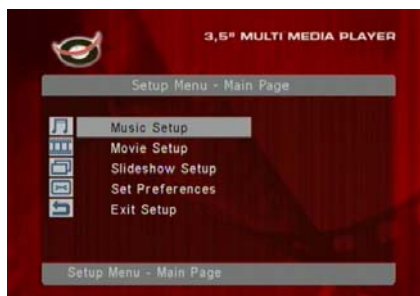 3,5" MULTI MEDIA PLAYER
Setup Menu - Main Page
Music Setup
Movie Setup
Slideshow Setup
Set Preferences
Exit Setup
Setup Menu - Main Page